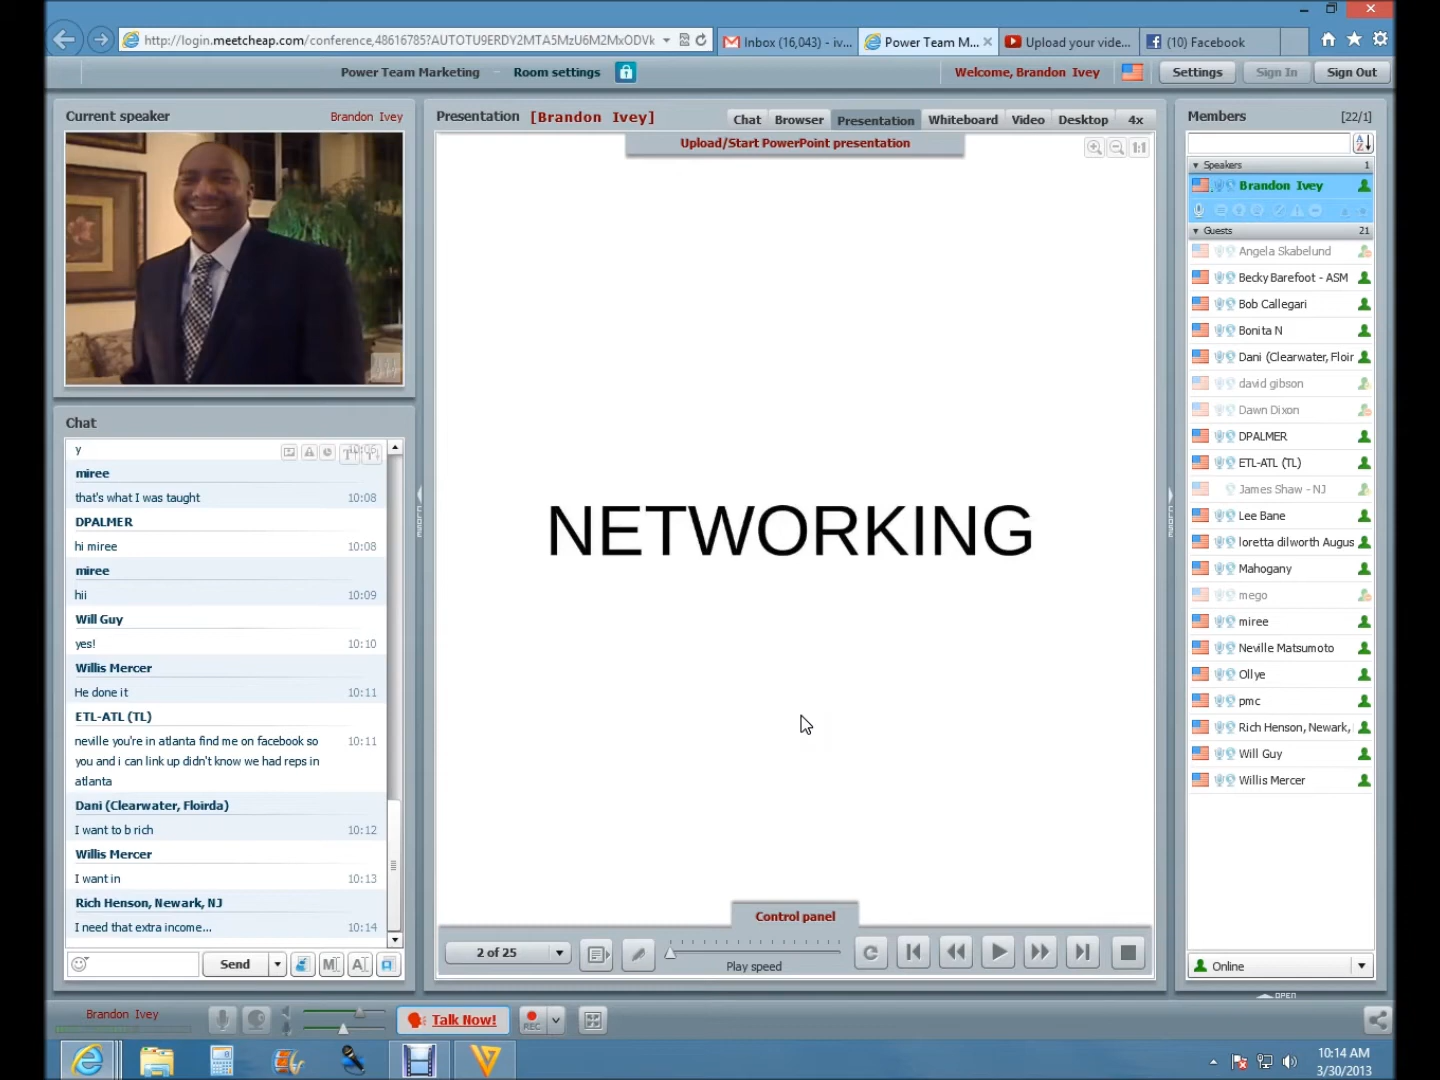 http://login.meetcheap.com/conference,48616785?AUTOTU9ERDY2MTA5MzU6M2MxODVk
Inbox (16,043) - iv...
Power Team M...
Upload your vide...
(10) Facebook
Power Team Marketing
Room settings
Welcome, Brandon Ivey
Settings
Sign In
Sign Out
Current speaker
Brandon Ivey
Presentation [Brandon Ivey]
Chat
Browser
Presentation
Whiteboard
Video
Desktop
4x
Upload/Start PowerPoint presentation
1:1
NETWORKING
Control panel
2 of 25
Play speed
Chat
y
miree
that's what I was taught 10:08
DPALMER
hi miree 10:08
miree
hii 10:09
Will Guy
yes! 10:10
Willis Mercer
He done it 10:11
ETL-ATL (TL)
neville you're in atlanta find me on facebook so 10:11
you and i can link up didn't know we had reps in
atlanta
Dani (Clearwater, Floirda)
I want to b rich 10:12
Willis Mercer
I want in 10:13
Rich Henson, Newark, NJ
I need that extra income... 10:14
Send
Members [22/1]
Speakers 1
Brandon Ivey
Guests 21
Angela Skabelund
Becky Barefoot - ASM
Bob Callegari
Bonita N
Dani (Clearwater, Floir
david gibson
Dawn Dixon
DPALMER
ETL-ATL (TL)
James Shaw - NJ
Lee Bane
loretta dilworth Augus
Mahogany
mego
miree
Neville Matsumoto
Ollye
pmc
Rich Henson, Newark,
Will Guy
Willis Mercer
Online
OPEN
Brandon Ivey
Talk Now!
REC
10:14 AM
3/30/2013